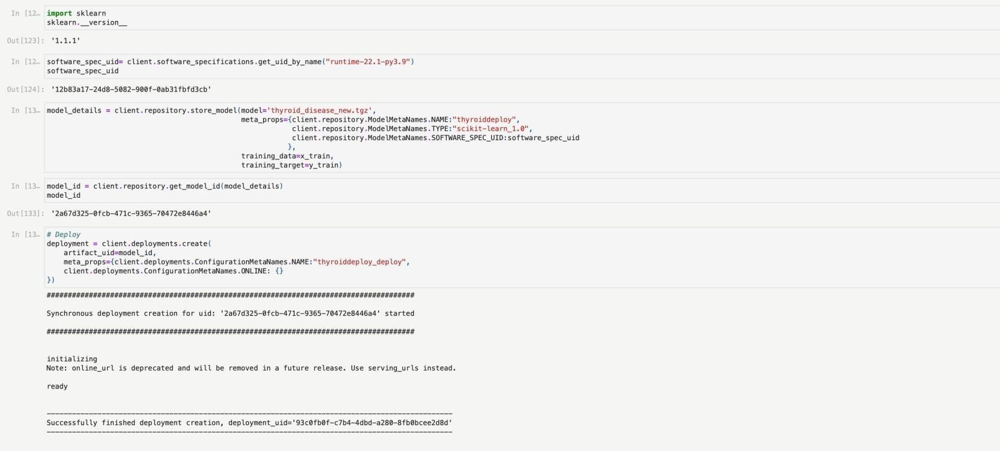 In [12… import sklearn
sklearn.__version__
Out[123]: '1.1.1'
In [12… software_spec_uid= client.software_specifications.get_uid_by_name("runtime-22.1-py3.9")
software_spec_uid
Out[124]: '12b83a17-24d8-5082-900f-0ab31fbfd3cb'
In [13… model_details = client.repository.store_model(model='thyroid_disease_new.tgz',
meta_props={client.repository.ModelMetaNames.NAME:"thyroiddeploy",
client.repository.ModelMetaNames.TYPE:"scikit-learn_1.0",
client.repository.ModelMetaNames.SOFTWARE_SPEC_UID:software_spec_uid
},
training_data=x_train,
training_target=y_train)
In [13… model_id = client.repository.get_model_id(model_details)
model_id
Out[133]: '2a67d325-0fcb-471c-9365-70472e8446a4'
In [13… # Deploy
deployment = client.deployments.create(
artifact_uid=model_id,
meta_props={client.deployments.ConfigurationMetaNames.NAME:"thyroiddeploy_deploy",
client.deployments.ConfigurationMetaNames.ONLINE: {}
})
#######################################################################################
Synchronous deployment creation for uid: '2a67d325-0fcb-471c-9365-70472e8446a4' started
#######################################################################################
initializing
Note: online_url is deprecated and will be removed in a future release. Use serving_urls instead.
ready
------------------------------------------------------------------------------------------------
Successfully finished deployment creation, deployment_uid='93c0fb0f-c7b4-4dbd-a280-8fb0bcee2d8d'
------------------------------------------------------------------------------------------------